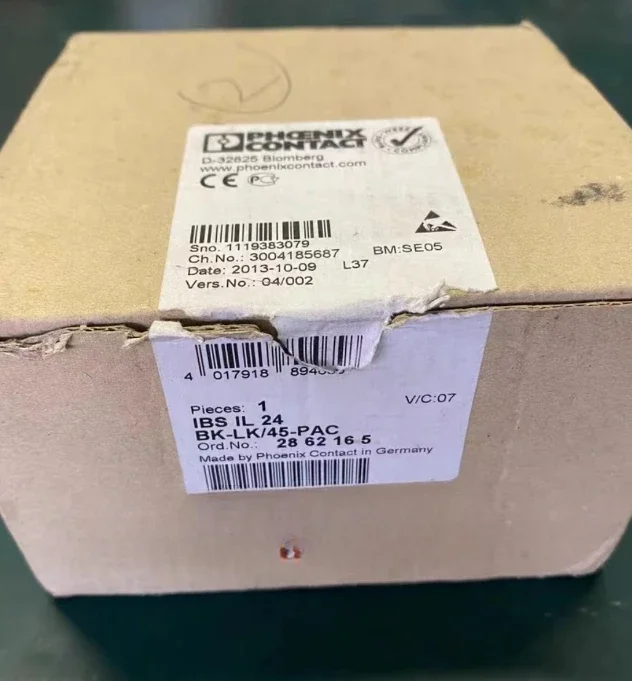 2
PHŒNIX
CONTACT
D-32825 Blomberg
www.phoenixcontact.com
CE
Sno. 1119383079
Ch.No.: 3004185687 BM:SE05
Date: 2013-10-09 L37
Vers.No.: 04/002
4 017918
Pieces: 1 V/C:07
IBS IL 24
BK-LK/45-PAC
Ord.No.: 28 62 16 5
Made by Phoenix Contact in Germany